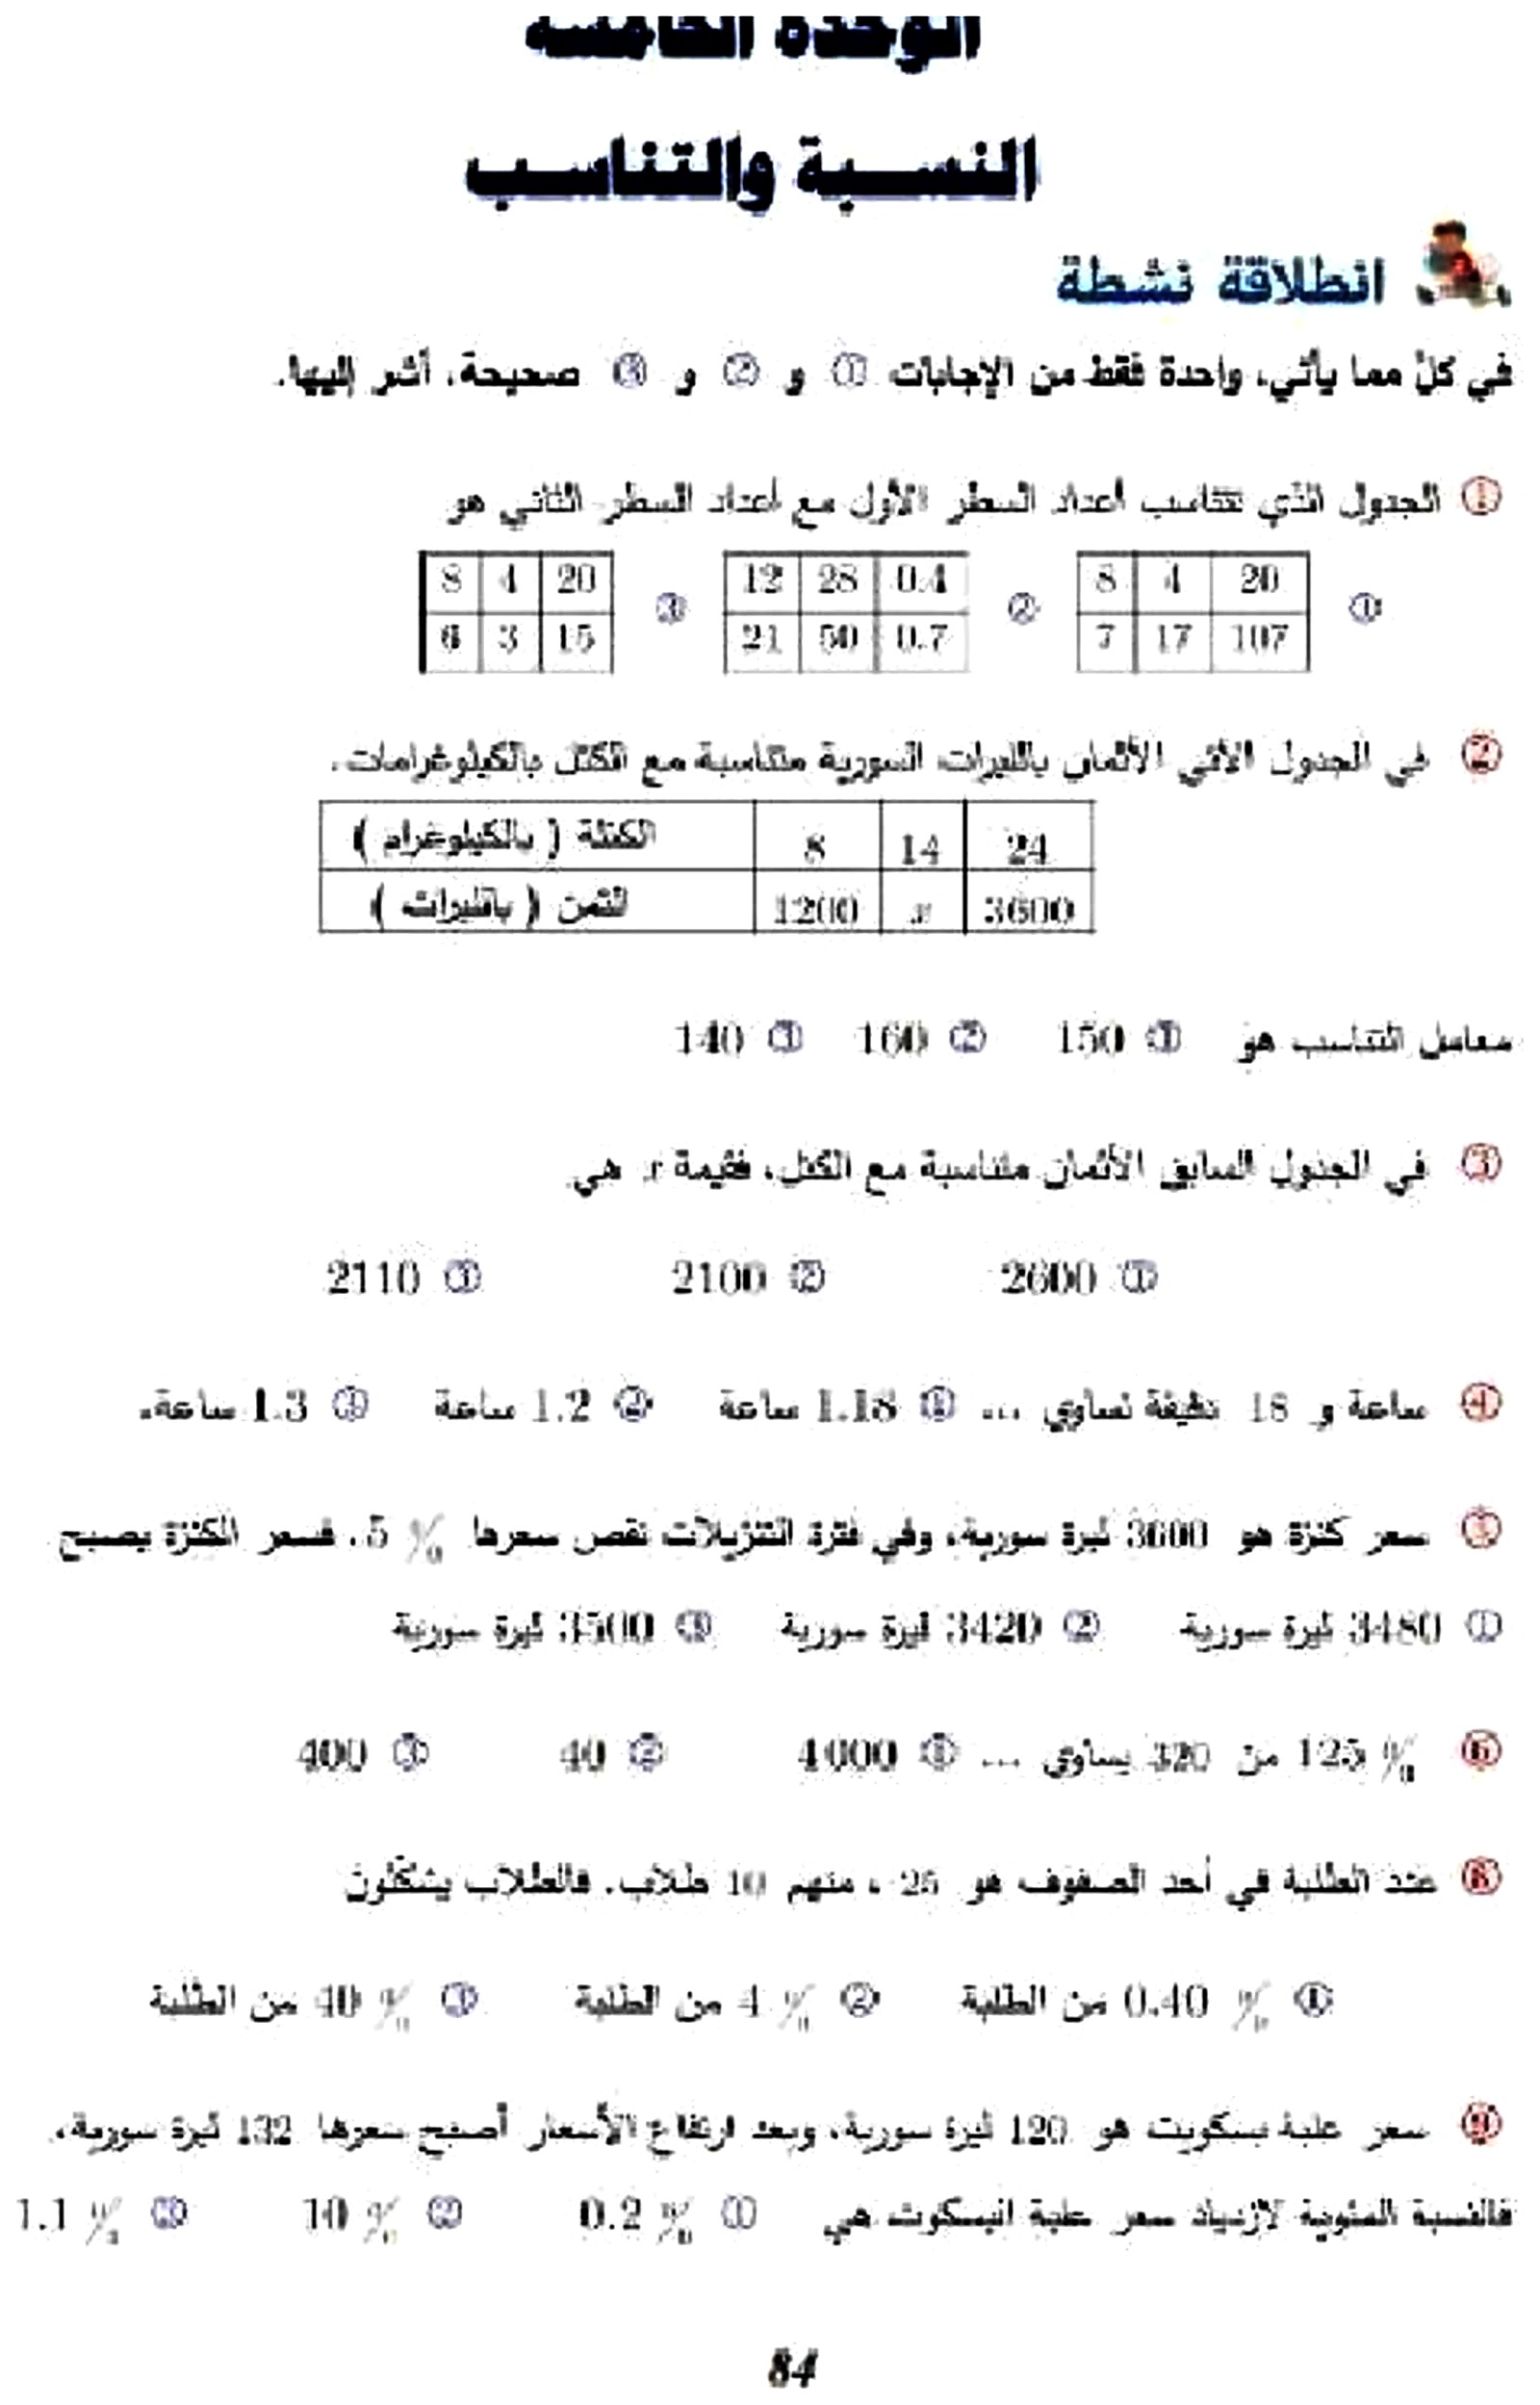 الوحدة الخامسة
النسبة والتناسب
انطلاقة نشطة
في كلّ مما يأتي، واحدة فقط من الإجابات ① و ② و ③ صحيحة، أشر إليها.
① الجدول الذي تتناسب أعداد السطر الأول مع أعداد السطر الثاني هو
① 8 4 20 ② 12 28 0.4 ③ 8 4 20
7 17 107 21 50 0.7 6 3 15
② في الجدول الآتي الأثمان بالليرات السورية متناسبة مع الكتل بالكيلوغرامات.
الكتلة ( بالكيلوغرام ) 8 14 24
الثمن ( بالليرات ) 1200 x 3600
معامل التناسب هو ① 150 ② 160 ③ 140
③ في الجدول السابق الأثمان متناسبة مع الكتل، فقيمة x هي
① 2600 ② 2100 ③ 2110
④ ساعة و 18 دقيقة تساوي ... ① 1.18 ساعة ② 1.2 ساعة ③ 1.3 ساعة.
⑤ سعر كنزة هو 3600 ليرة سورية، وفي فترة التنزيلات نقص سعرها 5 %، فسعر الكنزة يصبح
① 3480 ليرة سورية ② 3420 ليرة سورية ③ 3500 ليرة سورية
⑥ 125 % من 320 يساوي ... ① 4000 ② 40 ③ 400
⑧ عدد الطلبة في أحد الصفوف هو 25 ، منهم 10 طلاب. فالطلاب يشكّلون
① 0.40 % من الطلبة ② 4 % من الطلبة ③ 40 % من الطلبة
⑨ سعر علبة بسكويت هو 120 ليرة سورية، وبعد ارتفاع الأسعار أصبح سعرها 132 ليرة سورية،
فالنسبة المئوية لازدياد سعر علبة البسكوت هي ① 0.2 % ② 10 % ③ 1.1 %
84